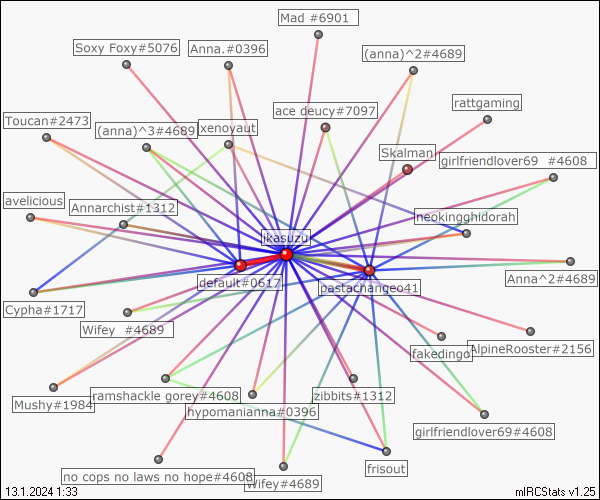 Mad #6901
Soxy Foxy#5076
Anna.#0396
(anna)^2#4689
rattgaming
ace deucy#7097
Toucan#2473
(anna)^3#4689
xenoyaut
Skalman
girlfriendlover69 #4608
avelicious
Annarchist#1312
neokingghidorah
ikasuzu
Anna^2#4689
default#0617
pastachangeo41
Cypha#1717
Wifey #4689
fakedingo
AlpineRooster#2156
Mushy#1984
ramshackle gorey#4608
zibbits#1312
hypomanianna#0396
girlfriendlover69#4608
no cops no laws no hope#4608
Wifey#4689
frisout
13.1.2024 1:33
mIRCStats v1.25